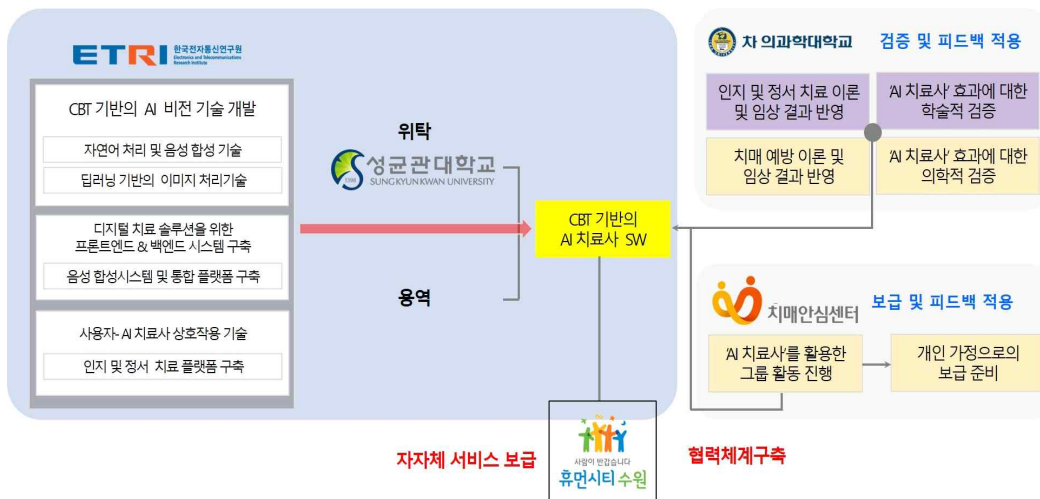 ETRI 한국전자통신연구원
Electronics and Telecommunications
Research Institute
CBT 기반의 AI 비전 기술 개발
자연어 처리 및 음성 합성 기술
딥러닝 기반의 이미지 처리기술
디지털 치료 솔루션을 위한
프론트엔드 & 백엔드 시스템 구축
음성 합성시스템 및 통합 플랫폼 구축
사용자- AI 치료사 상호작용 기술
인지 및 정서 치료 플랫폼 구축
위탁
성균관대학교
SUNGKYUNKWAN UNIVERSITY
용역
CBT 기반의
AI 치료사 SW
차 의과학대학교
검증 및 피드백 적용
인지 및 정서 치료 이론
및 임상 결과 반영
'AI 치료사' 효과에 대한
학술적 검증
치매 예방 이론 및
임상 결과 반영
'AI 치료사' 효과에 대한
의학적 검증
치매안심센터
보급 및 피드백 적용
'AI 치료사'를 활용한
그룹 활동 진행
개인 가정으로의
보급 준비
자자체 서비스 보급
사람이 반갑습니다
휴먼시티 수원
협력체계구축